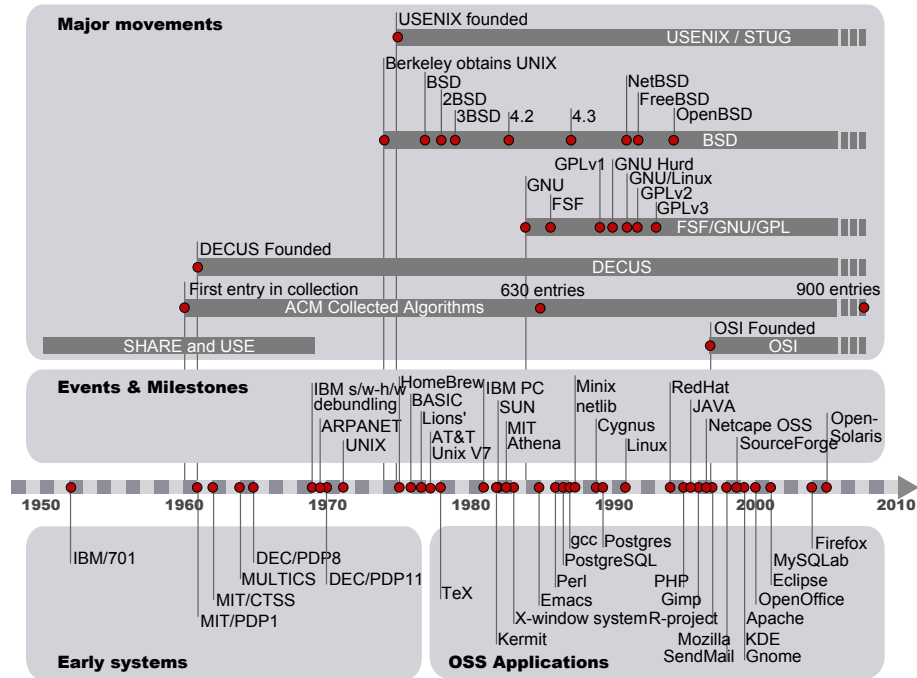 Major movements
USENIX founded
USENIX / STUG
Berkeley obtains UNIX
BSD
2BSD
3BSD
4.2
4.3
NetBSD
FreeBSD
OpenBSD
BSD
GPLv1
GNU Hurd
GNU/Linux
GNU
GPLv2
FSF
GPLv3
FSF/GNU/GPL
DECUS Founded
DECUS
First entry in collection
630 entries
900 entries
ACM Collected Algorithms
OSI Founded
SHARE and USE
OSI
Events & Milestones
IBM s/w-h/w
debundling
ARPANET
UNIX
HomeBrew
BASIC
Lions'
AT&T
Unix V7
IBM PC
SUN
MIT
Athena
Minix
netlib
Cygnus
Linux
RedHat
JAVA
Netcape OSS
SourceForge
Open-
Solaris
1950
1960
1970
1980
1990
2000
2010
IBM/701
DEC/PDP8
MULTICS
DEC/PDP11
MIT/CTSS
MIT/PDP1
Early systems
TeX
gcc
Postgres
PostgreSQL
Perl
Emacs
X-window system
Kermit
PHP
Gimp
R-project
Mozilla
SendMail
Firefox
MySQLab
Eclipse
OpenOffice
Apache
KDE
Gnome
OSS Applications